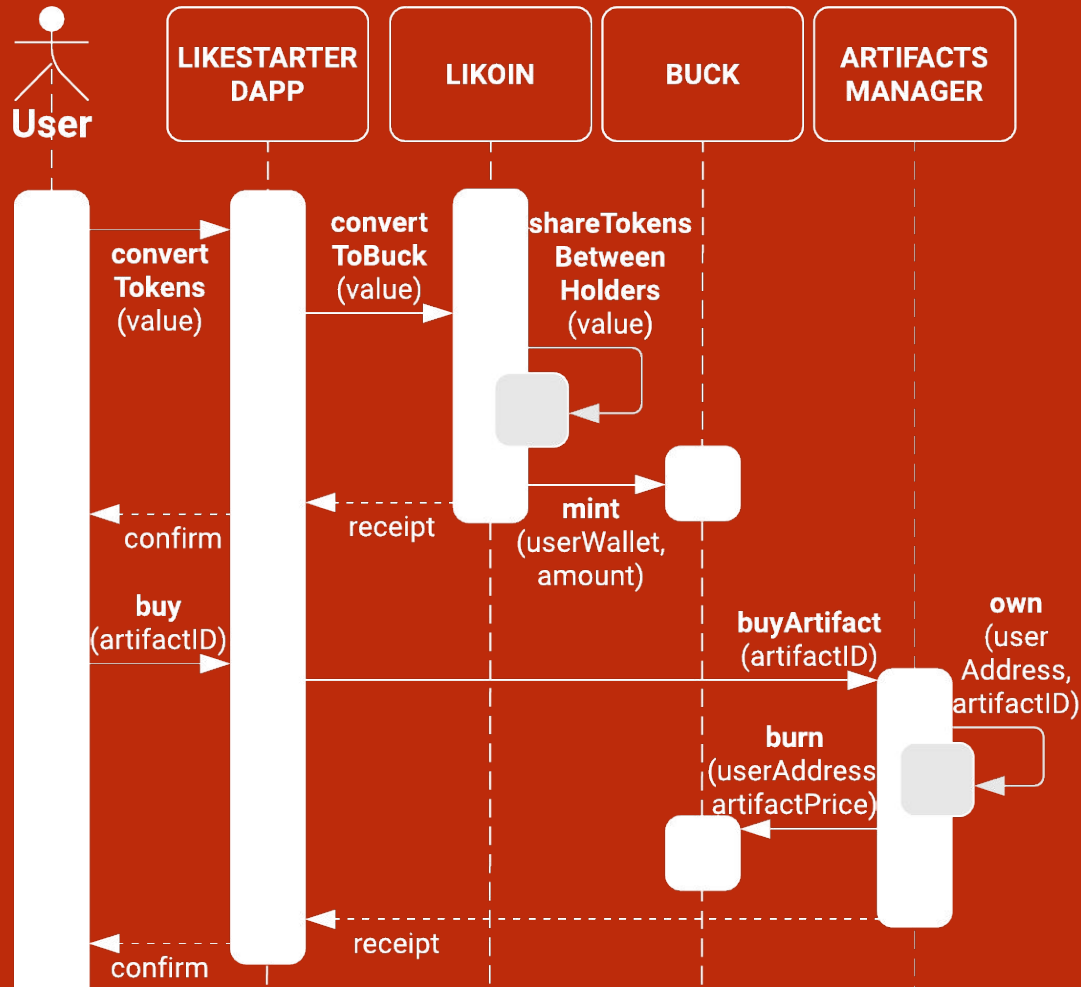 User
LIKESTARTER
DAPP
LIKOIN
BUCK
ARTIFACTS
MANAGER
convert
Tokens
(value)
convert
ToBuck
(value)
shareTokens
Between
Holders
(value)
mint
(userWallet,
amount)
receipt
confirm
buy
(artifactID)
buyArtifact
(artifactID)
own
(user
Address,
artifactID)
burn
(userAddress
artifactPrice)
receipt
confirm